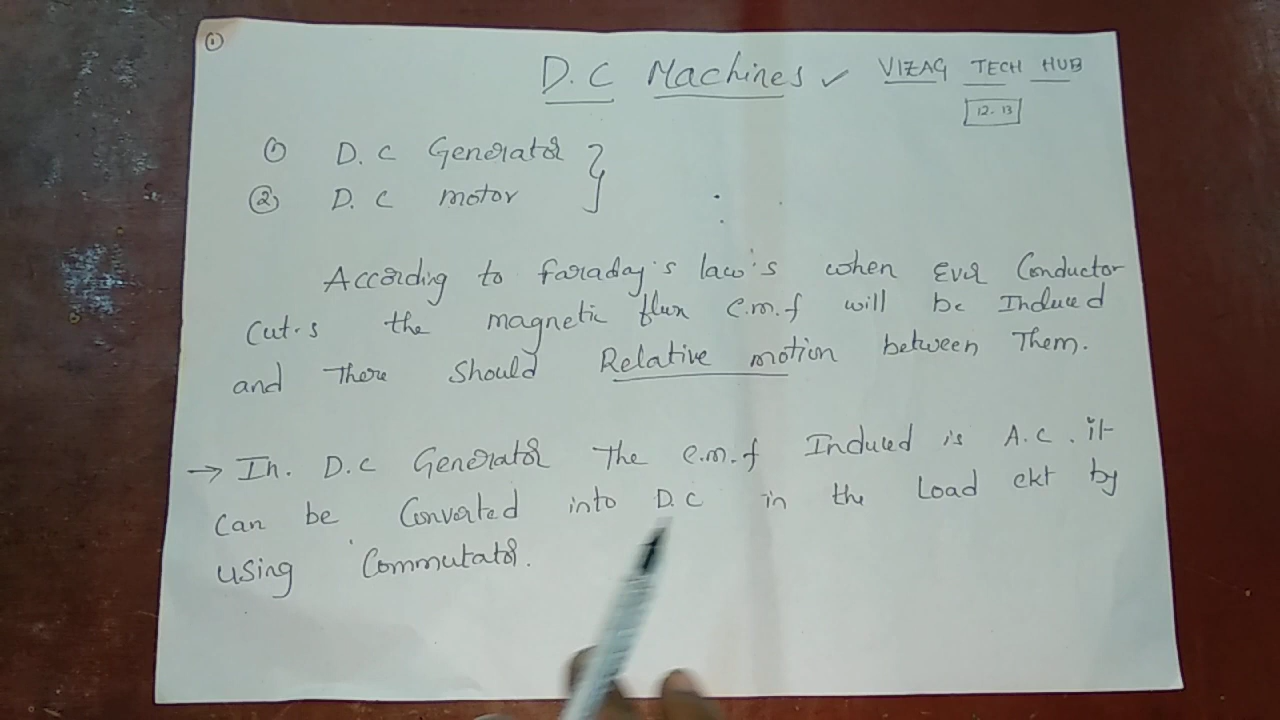 ①
D.C Machines ✓ VIZAG TECH HUB
12-13
① D.C Generator
② D.C motor
According to faraday's law's when Ever Conductor
cut-s the magnetic flux e.m.f will be Induced
and There should Relative motion between Them.
→ In. D.C Generator The e.m.f Induced is A.C. it
can be Converted into D.C in the Load ckt by
using Commutator.